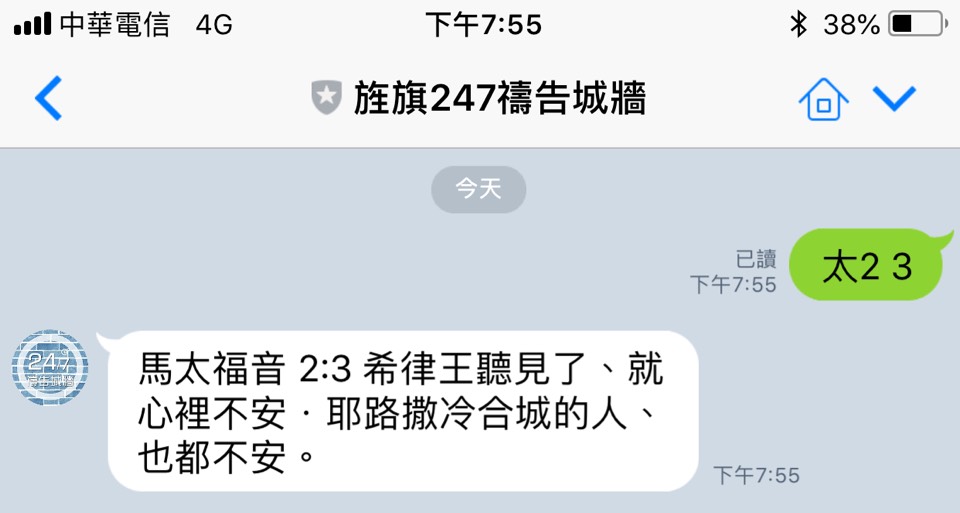 中華電信 4G 下午7:55 38%
旌旗247禱告城牆
今天
已讀
下午7:55
太2 3
247
禱告城牆
馬太福音 2:3 希律王聽見了、就
心裡不安．耶路撒冷合城的人、
也都不安。
下午7:55